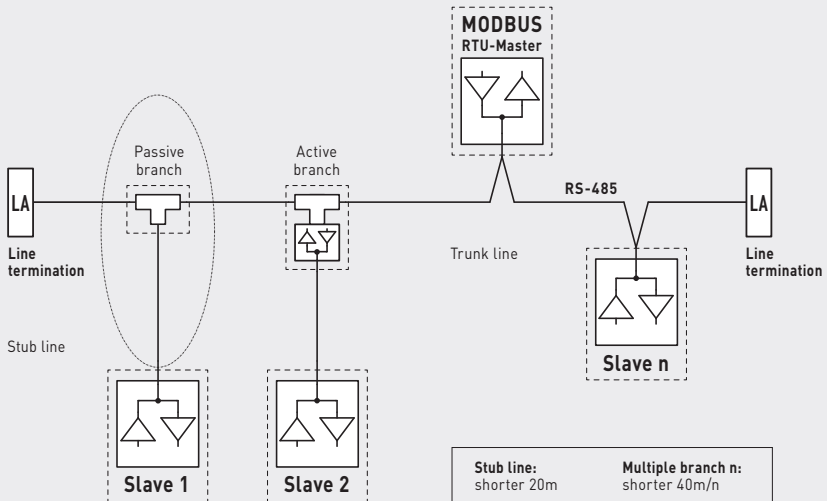 MODBUS
RTU-Master
Passive
branch
Active
branch
LA
RS-485
LA
Line
termination
Trunk line
Line
termination
Stub line
Slave n
Slave 1
Slave 2
Stub line:
shorter 20m
Multiple branch n:
shorter 40m/n